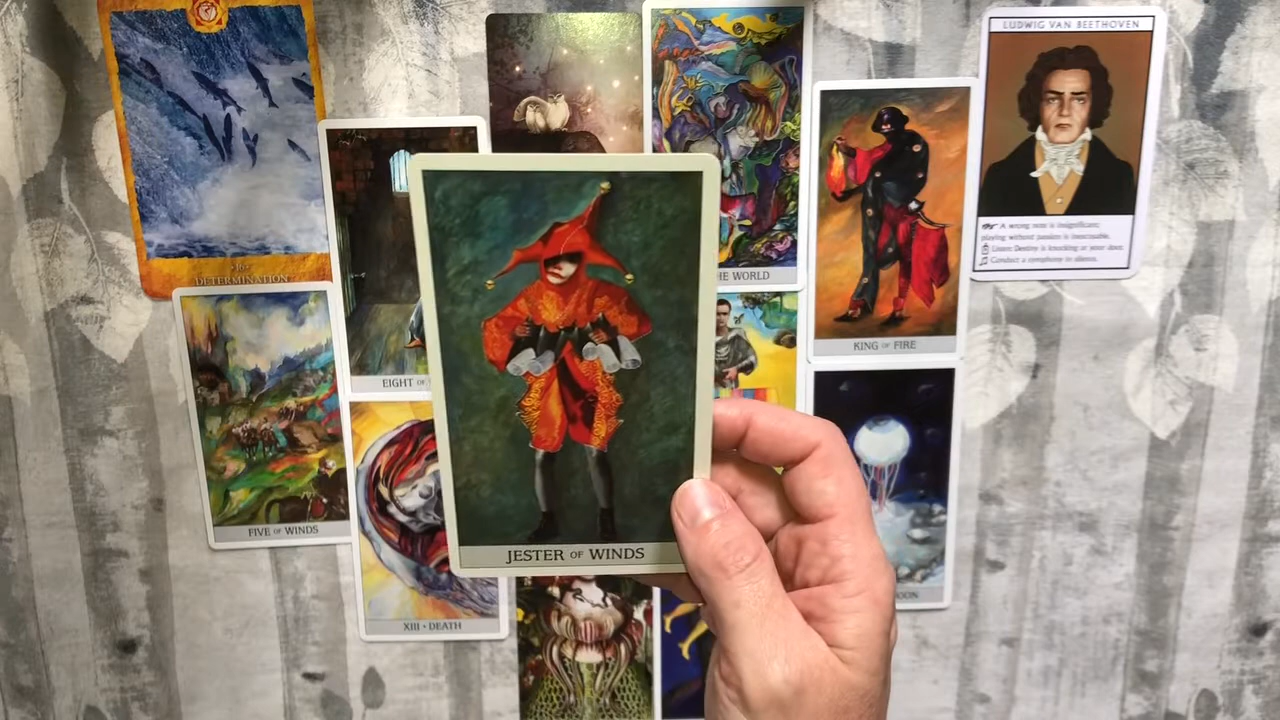 LUDWIG VAN BEETHOVEN
A wrong note is insignificant;
playing without passion is inexcusable.
Listen: Destiny is knocking at your door.
Conduct a symphony in silence.
DETERMINATION
THE WORLD
KING OF FIRE
EIGHT OF
FIVE OF WINDS
JESTER OF WINDS
OON
XIII • DEATH